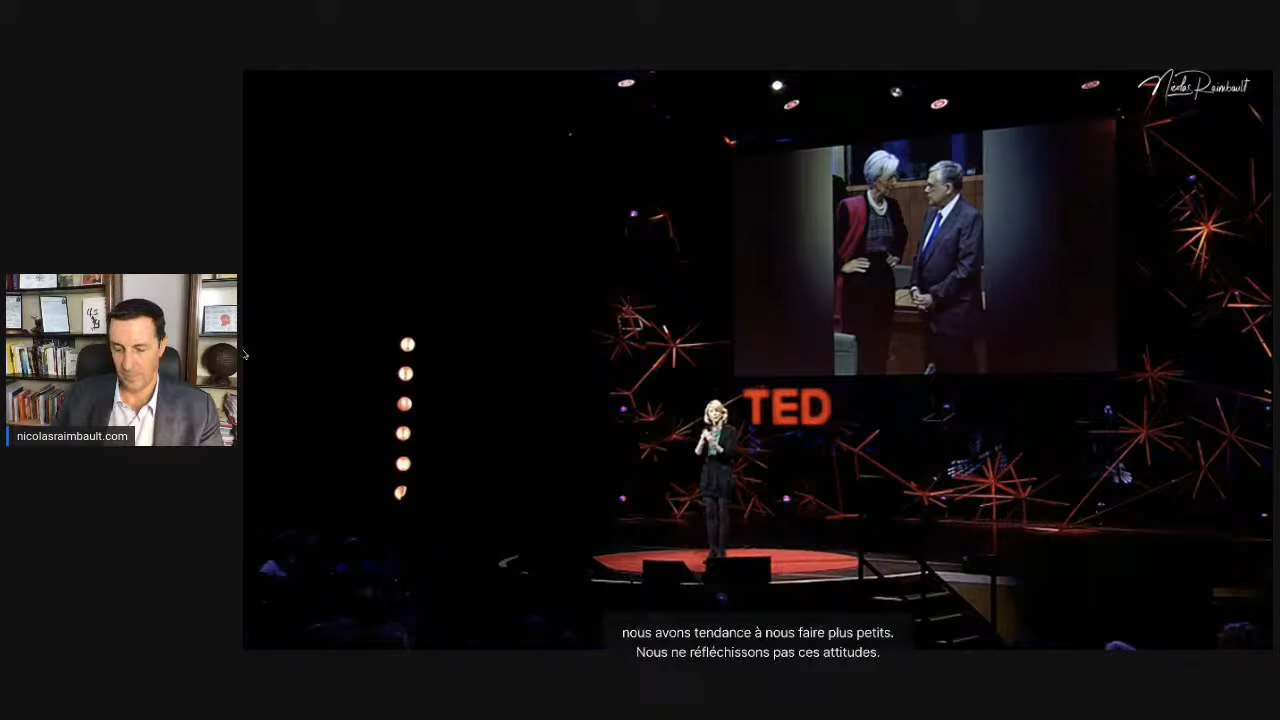 Nicolas Raimbault
TED
nicolasraimbault.com
nous avons tendance à nous faire plus petits.
Nous ne réfléchissons pas ces attitudes.